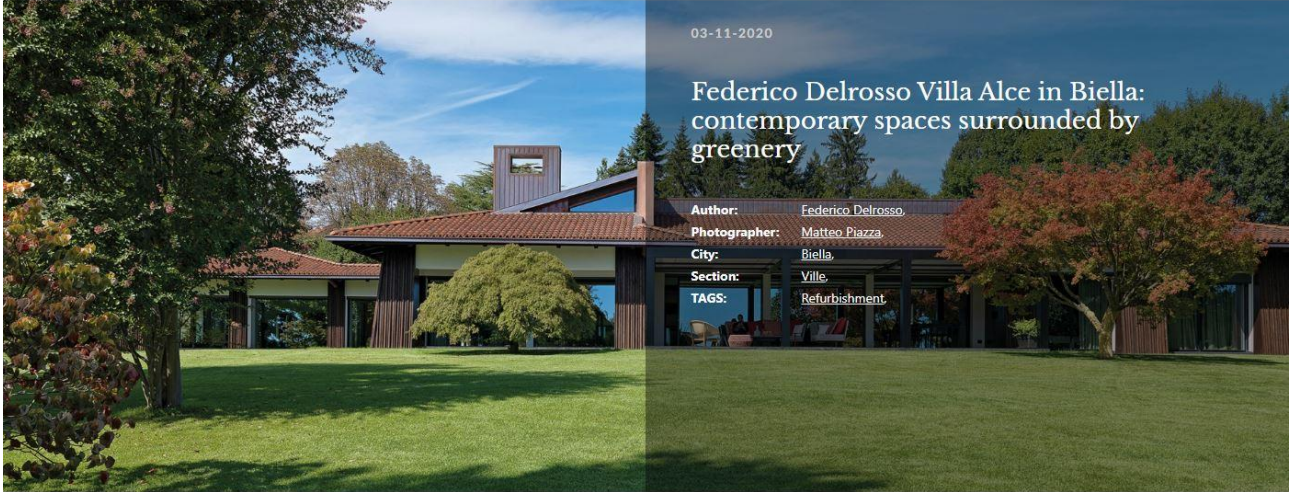 03-11-2020
Federico Delrosso Villa Alce in Biella:
contemporary spaces surrounded by
greenery
Author: Federico Delrosso,
Photographer: Matteo Piazza,
City: Biella,
Section: Ville,
TAGS: Refurbishment,